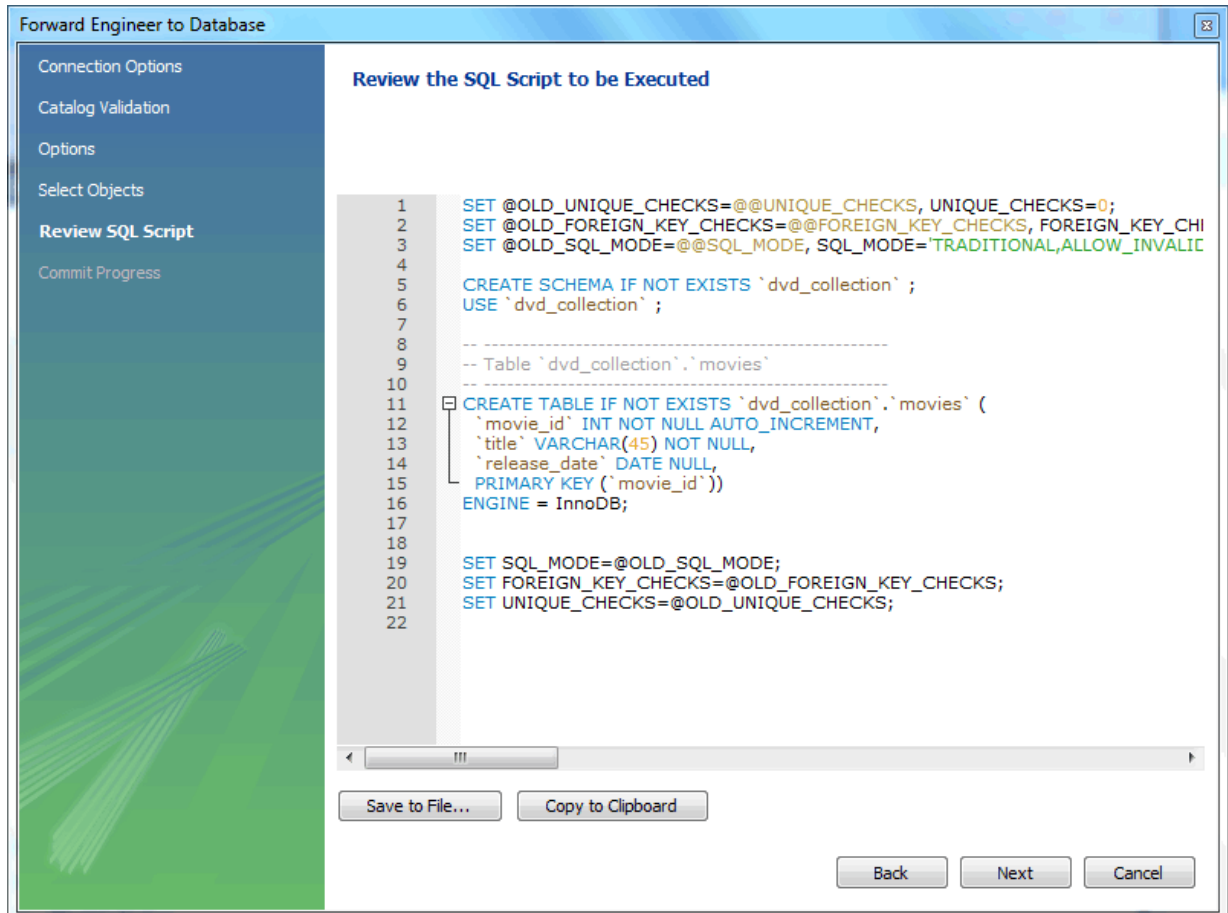 Forward Engineer to Database
Connection Options
Catalog Validation
Options
Select Objects
Review SQL Script
Commit Progress
Review the SQL Script to be Executed
1 SET @OLD_UNIQUE_CHECKS=@@UNIQUE_CHECKS, UNIQUE_CHECKS=0;
2 SET @OLD_FOREIGN_KEY_CHECKS=@@FOREIGN_KEY_CHECKS, FOREIGN_KEY_CHI
3 SET @OLD_SQL_MODE=@@SQL_MODE, SQL_MODE='TRADITIONAL,ALLOW_INVALID
4
5 CREATE SCHEMA IF NOT EXISTS `dvd_collection` ;
6 USE `dvd_collection` ;
7
8 -- -----------------------------------------------------
9 -- Table `dvd_collection`.`movies`
10 -- -----------------------------------------------------
11 CREATE TABLE IF NOT EXISTS `dvd_collection`.`movies` (
12 `movie_id` INT NOT NULL AUTO_INCREMENT,
13 `title` VARCHAR(45) NOT NULL,
14 `release_date` DATE NULL,
15 PRIMARY KEY (`movie_id`))
16 ENGINE = InnoDB;
17
18
19 SET SQL_MODE=@OLD_SQL_MODE;
20 SET FOREIGN_KEY_CHECKS=@OLD_FOREIGN_KEY_CHECKS;
21 SET UNIQUE_CHECKS=@OLD_UNIQUE_CHECKS;
22
Save to File... Copy to Clipboard
Back Next Cancel